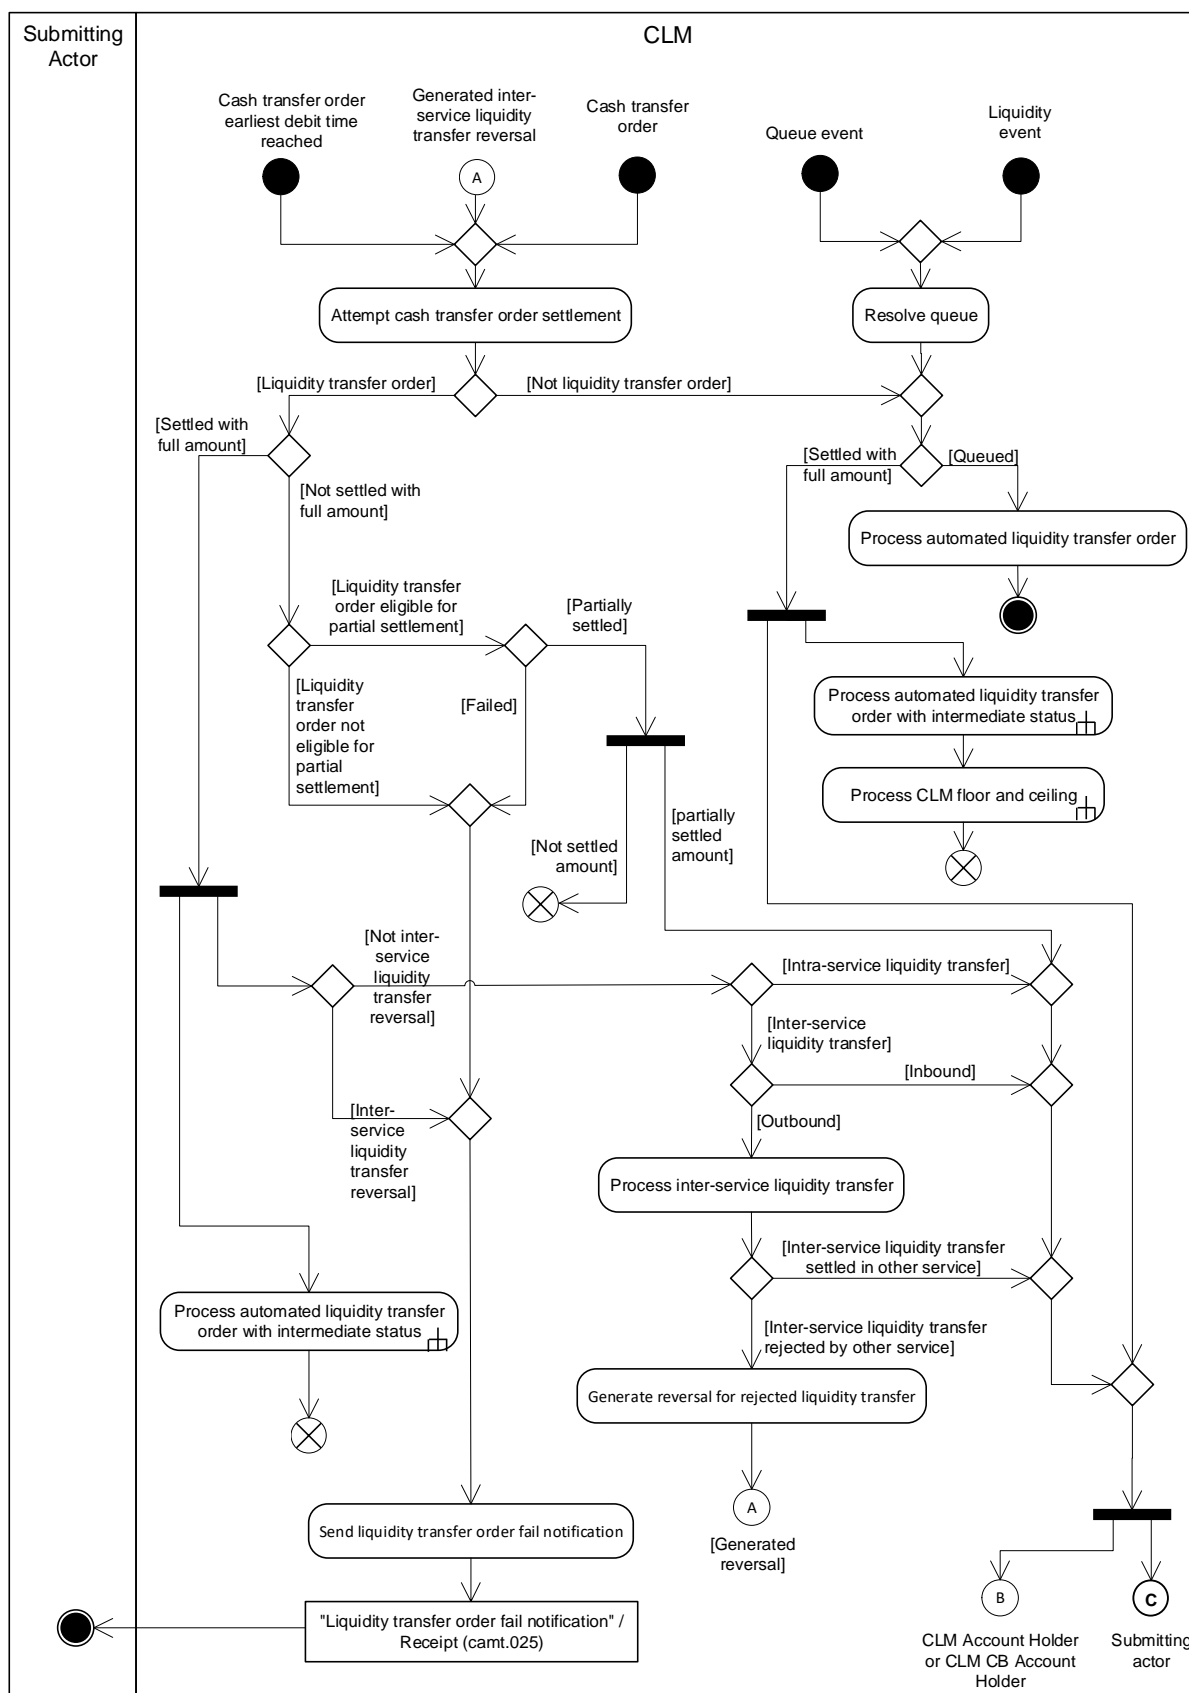 Submitting
Actor
CLM
Cash transfer order
earliest debit time
reached
Generated inter-
service liquidity
transfer reversal
Cash transfer
order
Queue event
Liquidity
event
A
Attempt cash transfer order settlement
Resolve queue
[Liquidity transfer order]
[Not liquidity transfer order]
[Settled with
full amount]
[Not settled with
full amount]
[Settled with
full amount]
[Queued]
Process automated liquidity transfer order
[Liquidity transfer
order eligible for
partial settlement]
[Partially
settled]
[Liquidity
transfer
order not
eligible for
partial
settlement]
[Failed]
Process automated liquidity transfer
order with intermediate status
Process CLM floor and ceiling
[Not settled
amount]
[partially
settled
amount]
[Not inter-
service
liquidity
transfer
reversal]
[Intra-service liquidity transfer]
[Inter-service
liquidity transfer]
[Inbound]
[Inter-
service
liquidity
transfer
reversal]
[Outbound]
Process inter-service liquidity transfer
[Inter-service liquidity transfer
settled in other service]
Process automated liquidity transfer
order with intermediate status
[Inter-service liquidity transfer
rejected by other service]
Generate reversal for rejected liquidity transfer
A
[Generated
reversal]
Send liquidity transfer order fail notification
"Liquidity transfer order fail notification" /
Receipt (camt.025)
B
C
CLM Account Holder
or CLM CB Account
Holder
Submitting
actor